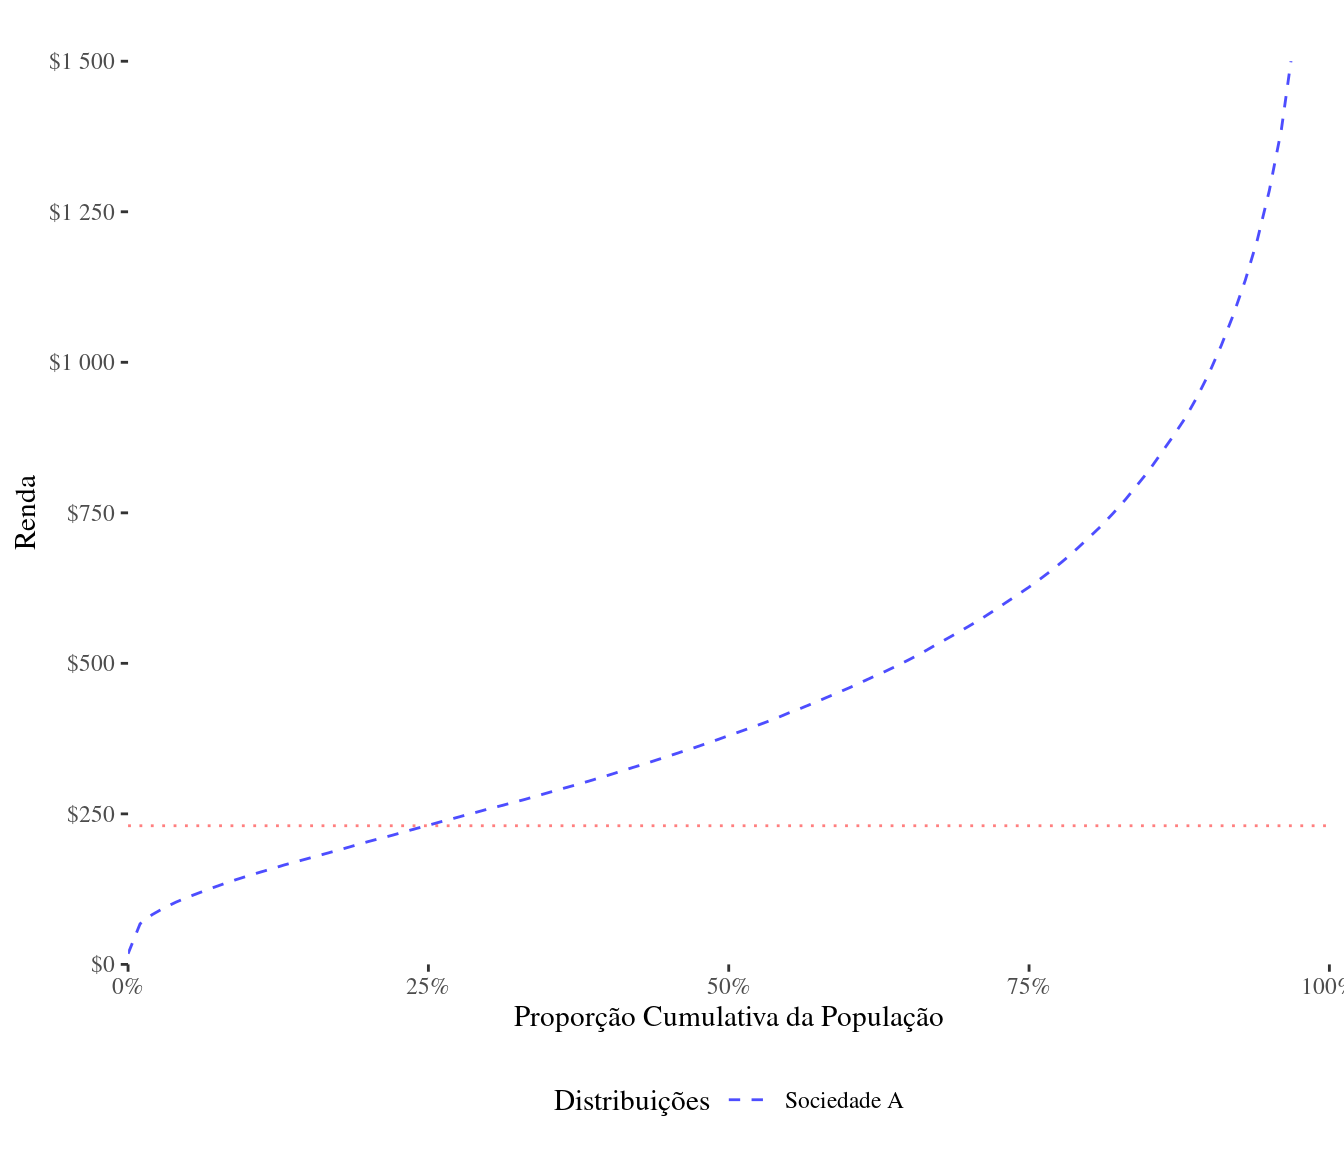 $1 500
$1 250
$1 000
$750
$500
$250
$0
Renda
0% 25% 50% 75% 100%
Proporção Cumulativa da População
Distribuições Sociedade A